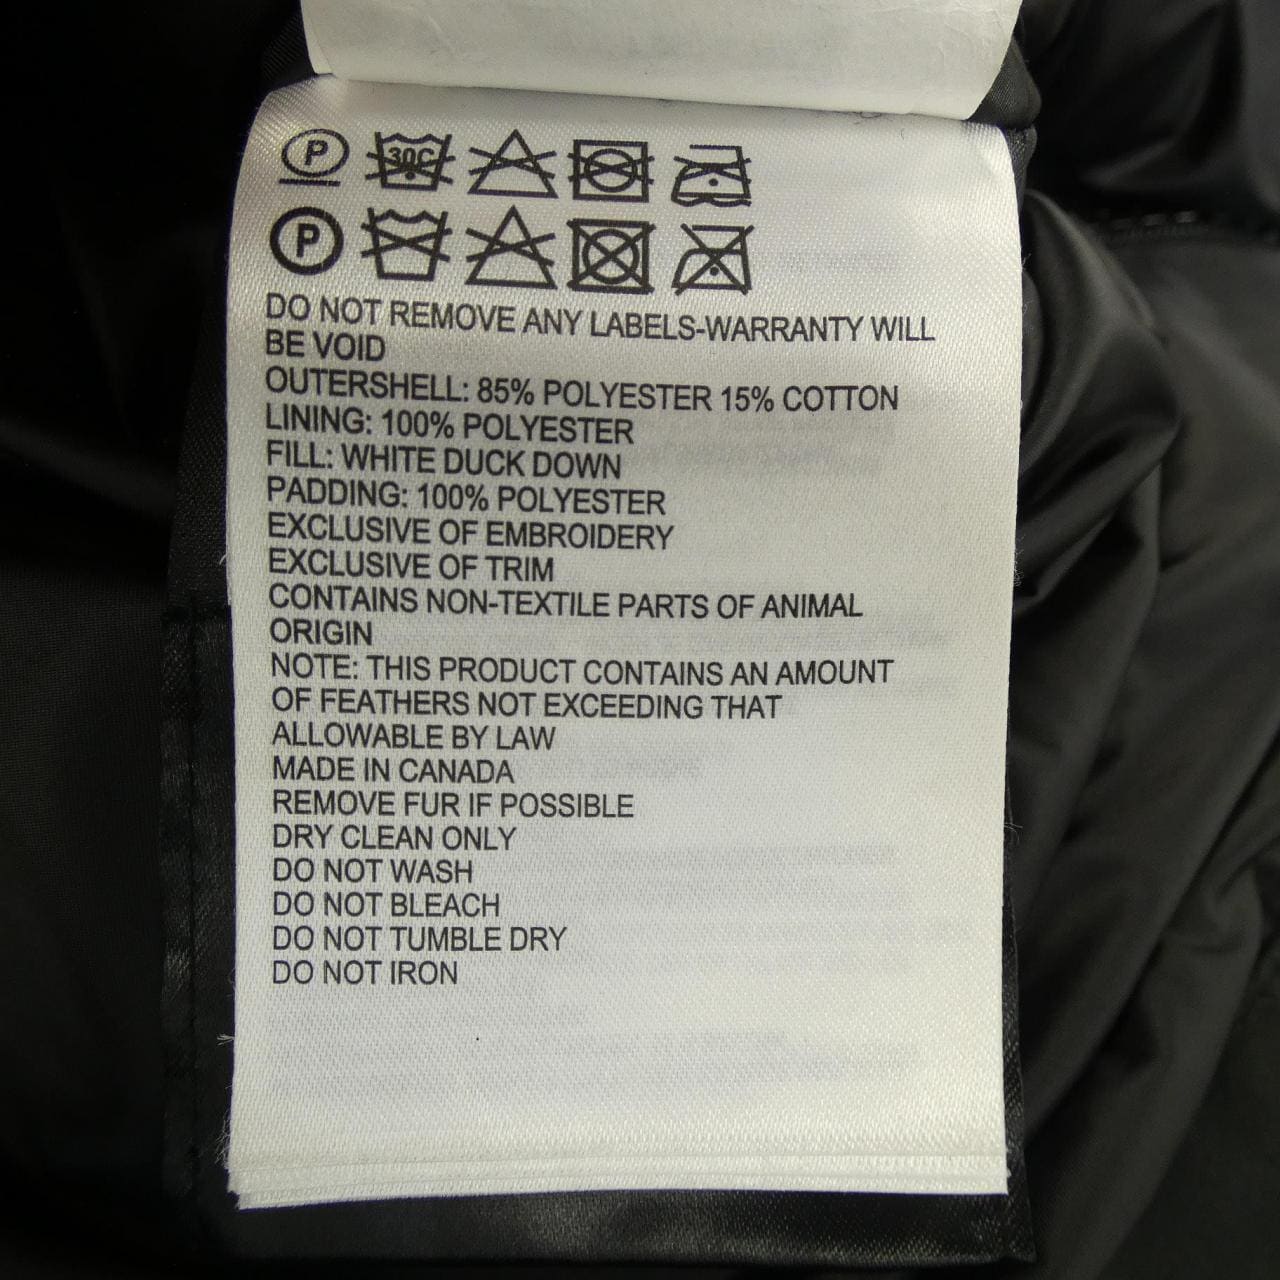 P 30C
P
DO NOT REMOVE ANY LABELS-WARRANTY WILL
BE VOID
OUTERSHELL: 85% POLYESTER 15% COTTON
LINING: 100% POLYESTER
FILL: WHITE DUCK DOWN
PADDING: 100% POLYESTER
EXCLUSIVE OF EMBROIDERY
EXCLUSIVE OF TRIM
CONTAINS NON-TEXTILE PARTS OF ANIMAL
ORIGIN
NOTE: THIS PRODUCT CONTAINS AN AMOUNT
OF FEATHERS NOT EXCEEDING THAT
ALLOWABLE BY LAW
MADE IN CANADA
REMOVE FUR IF POSSIBLE
DRY CLEAN ONLY
DO NOT WASH
DO NOT BLEACH
DO NOT TUMBLE DRY
DO NOT IRON